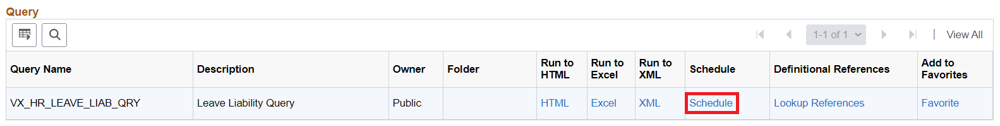 Query
1-1 of 1
View All
Query Name Description Owner Folder Run to HTML Run to Excel Run to XML Schedule Definitional References Add to Favorites
VX_HR_LEAVE_LIAB_QRY Leave Liability Query Public HTML Excel XML Schedule Lookup References Favorite